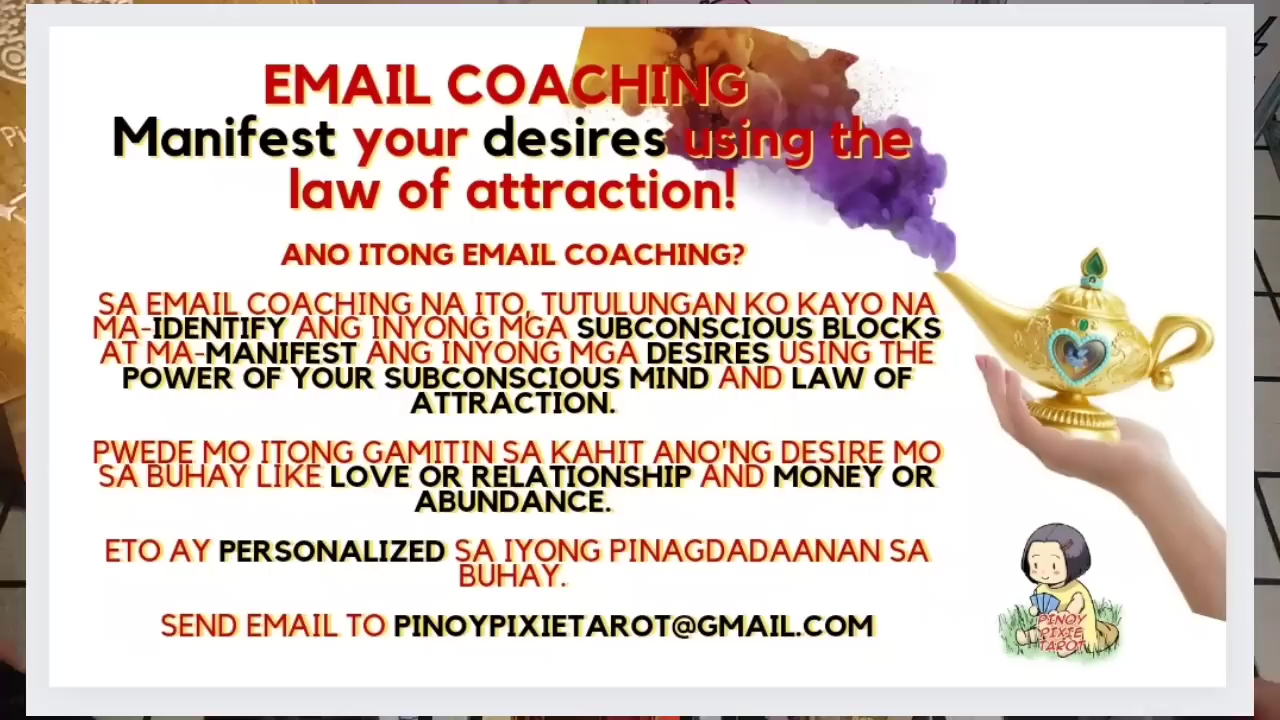 EMAIL COACHING
Manifest your desires using the
law of attraction!
ANO ITONG EMAIL COACHING?
SA EMAIL COACHING NA ITO, TUTULUNGAN KO KAYO NA
MA-IDENTIFY ANG INYONG MGA SUBCONSCIOUS BLOCKS
AT MA-MANIFEST ANG INYONG MGA DESIRES USING THE
POWER OF YOUR SUBCONSCIOUS MIND AND LAW OF
ATTRACTION.
PWEDE MO ITONG GAMITIN SA KAHIT ANO'NG DESIRE MO
SA BUHAY LIKE LOVE OR RELATIONSHIP AND MONEY OR
ABUNDANCE.
ETO AY PERSONALIZED SA IYONG PINAGDADAANAN SA
BUHAY.
SEND EMAIL TO PINOYPIXIETAROT@GMAIL.COM
PINOY
PIXIE
TAROT